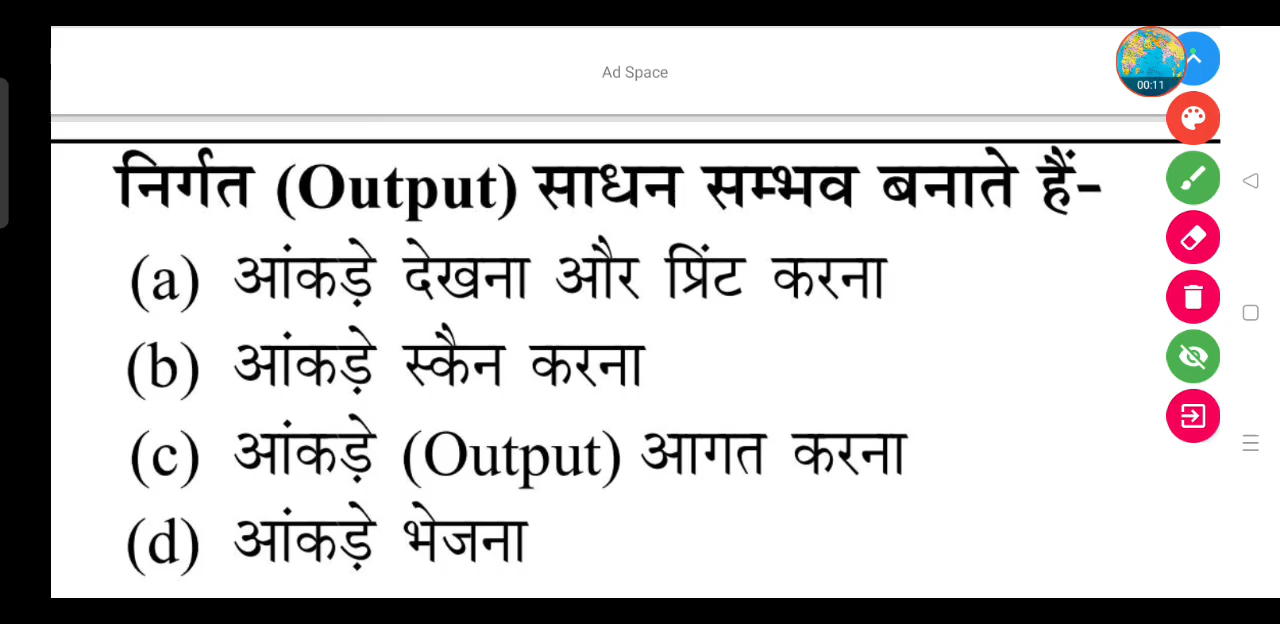 Ad Space
00:11
निर्गत (Output) साधन सम्भव बनाते हैं-
(a) आंकड़े देखना और प्रिंट करना
(b) आंकड़े स्कैन करना
(c) आंकड़े (Output) आगत करना
(d) आंकड़े भेजना